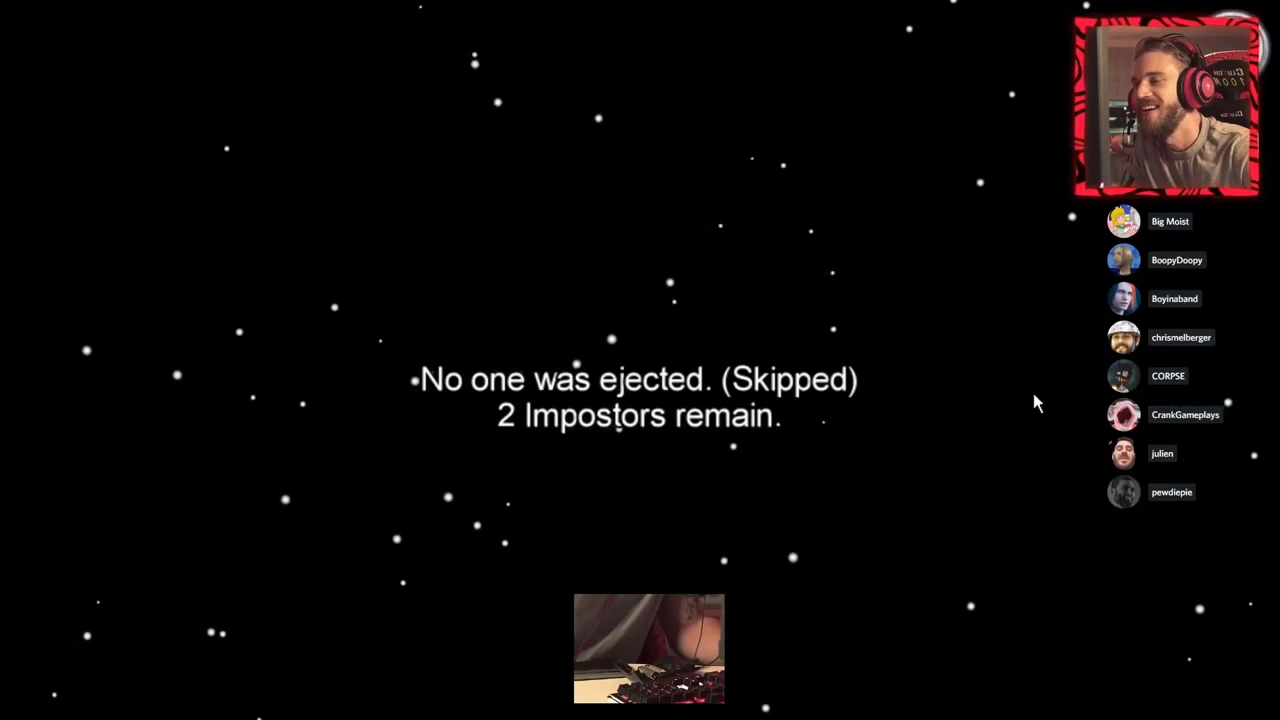 No one was ejected. (Skipped)
2 Impostors remain.
Big Moist
BoopyDoopy
Boyinaband
chrismelberger
CORPSE
CrankGameplays
julien
pewdiepie